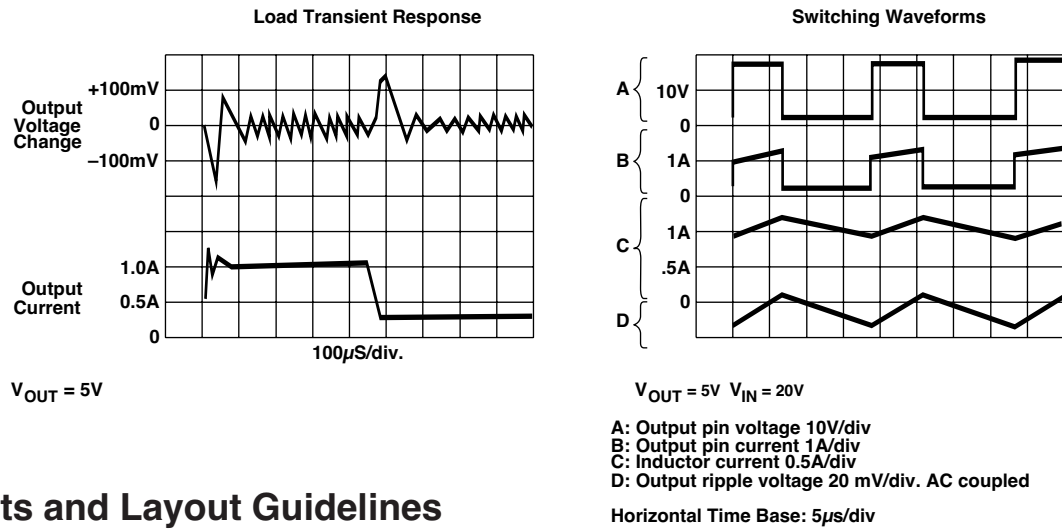 Load Transient Response
+100mV
Output
Voltage
Change
0
–100mV
1.0A
Output
Current
0.5A
0
100µS/div.
VOUT = 5V
Switching Waveforms
A
10V
0
B
1A
0
C
1A
.5A
0
D
VOUT = 5V VIN = 20V
A: Output pin voltage 10V/div
B: Output pin current 1A/div
C: Inductor current 0.5A/div
D: Output ripple voltage 20 mV/div. AC coupled
Horizontal Time Base: 5µs/div
ts and Layout Guidelines